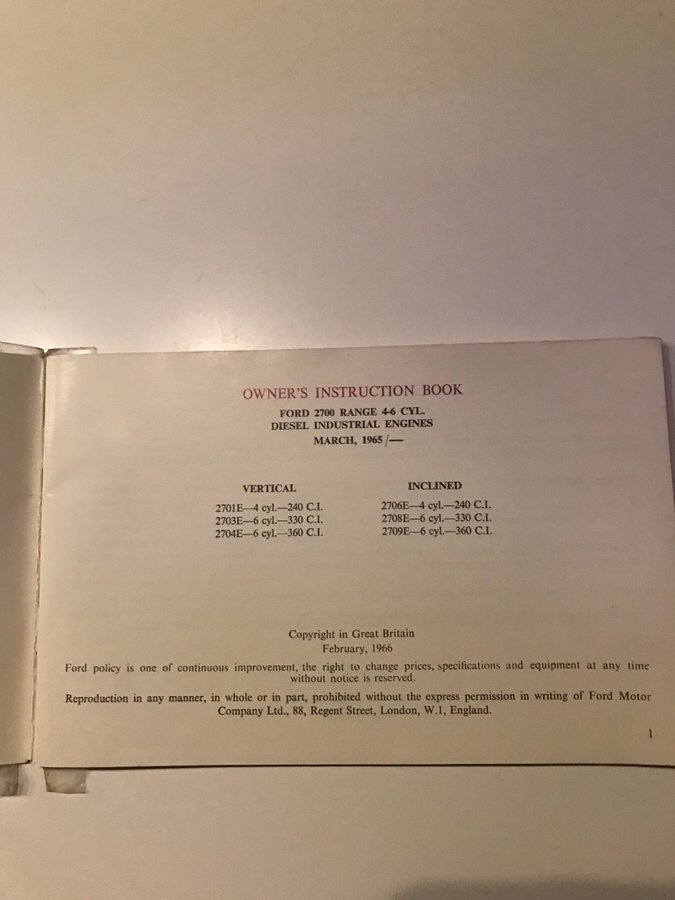 OWNER'S INSTRUCTION BOOK
FORD 2700 RANGE 4-6 CYL.
DIESEL INDUSTRIAL ENGINES
MARCH, 1965/—
VERTICAL
2701E—4 cyl.—240 C.I.
2703E—6 cyl.—330 C.I.
2704E—6 cyl.—360 C.I.
INCLINED
2706E—4 cyl.—240 C.I.
2708E—6 cyl.—330 C.I.
2709E—6 cyl.—360 C.I.
Copyright in Great Britain
February, 1966
Ford policy is one of continuous improvement, the right to change prices, specifications and equipment at any time
without notice is reserved.
Reproduction in any manner, in whole or in part, prohibited without the express permission in writing of Ford Motor
Company Ltd., 88, Regent Street, London, W.1, England.
1